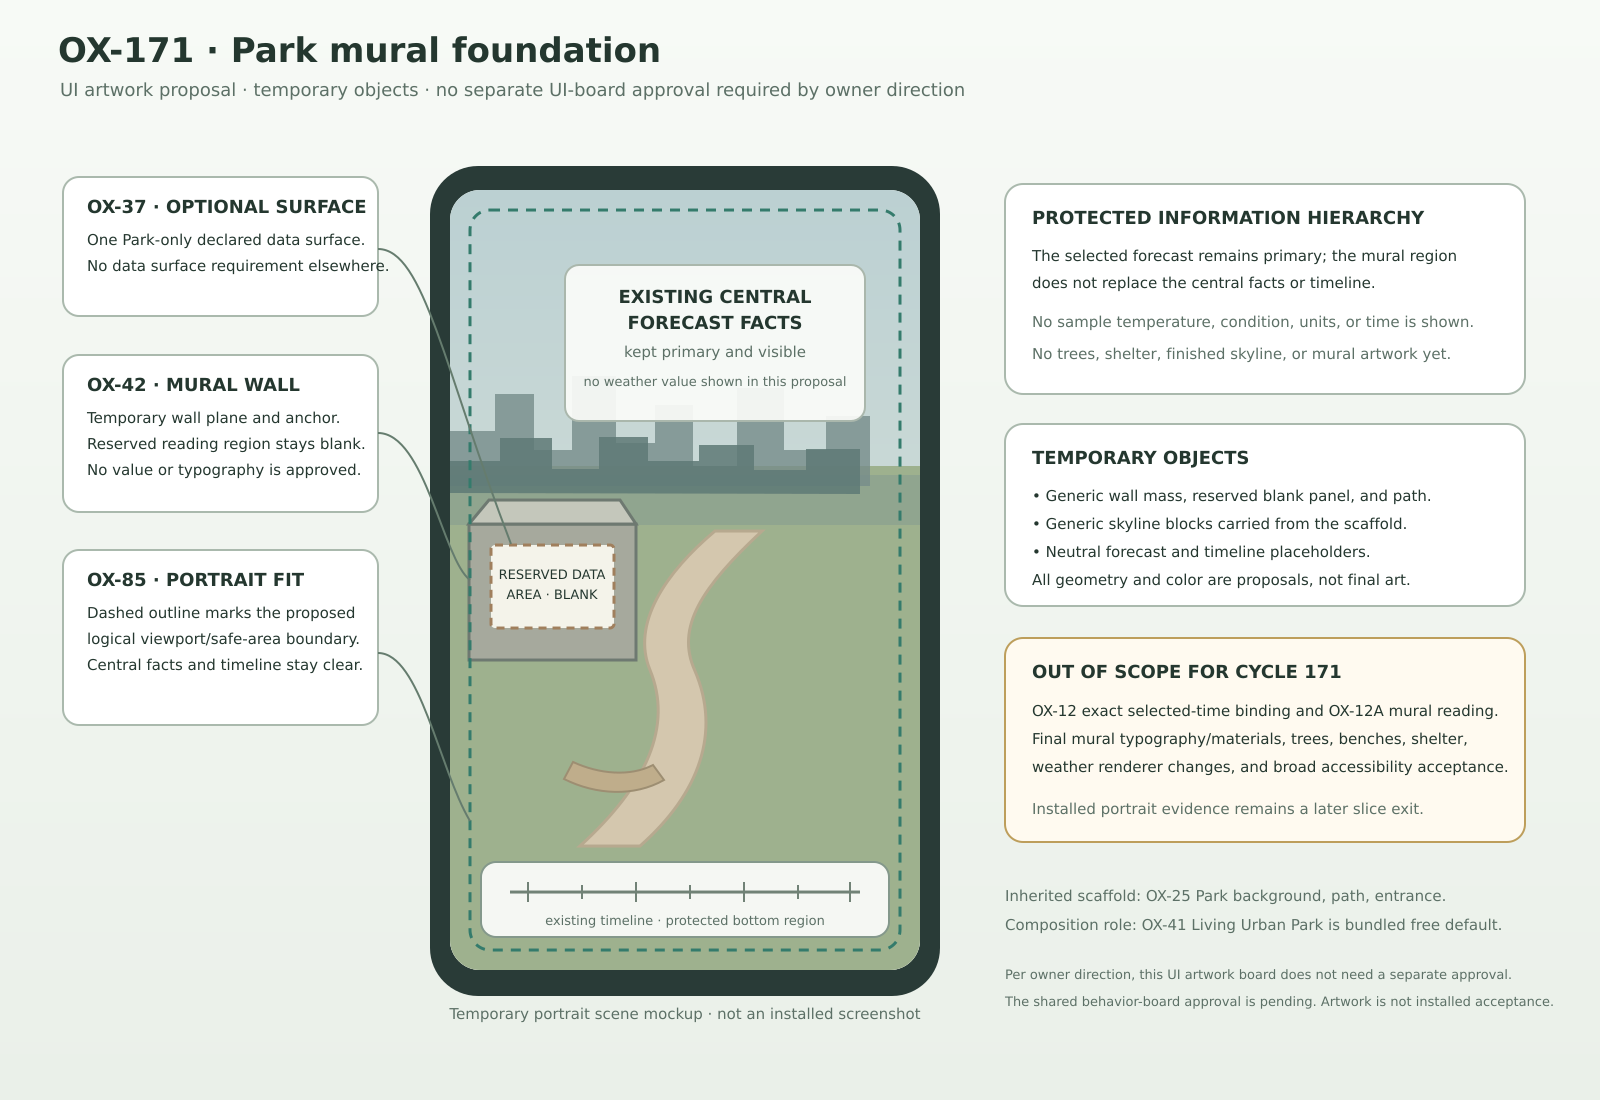 OX-171 · Park mural foundation
UI artwork proposal · temporary objects · no separate UI-board approval required by owner direction
OX-37 · OPTIONAL SURFACE
One Park-only declared data surface.
No data surface requirement elsewhere.
OX-42 · MURAL WALL
Temporary wall plane and anchor.
Reserved reading region stays blank.
No value or typography is approved.
OX-85 · PORTRAIT FIT
Dashed outline marks the proposed
logical viewport/safe-area boundary.
Central facts and timeline stay clear.
EXISTING CENTRAL
FORECAST FACTS
kept primary and visible
no weather value shown in this proposal
RESERVED DATA
AREA · BLANK
existing timeline · protected bottom region
Temporary portrait scene mockup · not an installed screenshot
PROTECTED INFORMATION HIERARCHY
The selected forecast remains primary; the mural region
does not replace the central facts or timeline.
No sample temperature, condition, units, or time is shown.
No trees, shelter, finished skyline, or mural artwork yet.
TEMPORARY OBJECTS
• Generic wall mass, reserved blank panel, and path.
• Generic skyline blocks carried from the scaffold.
• Neutral forecast and timeline placeholders.
All geometry and color are proposals, not final art.
OUT OF SCOPE FOR CYCLE 171
OX-12 exact selected-time binding and OX-12A mural reading.
Final mural typography/materials, trees, benches, shelter,
weather renderer changes, and broad accessibility acceptance.
Installed portrait evidence remains a later slice exit.
Inherited scaffold: OX-25 Park background, path, entrance.
Composition role: OX-41 Living Urban Park is bundled free default.
Per owner direction, this UI artwork board does not need a separate approval.
The shared behavior-board approval is pending. Artwork is not installed acceptance.